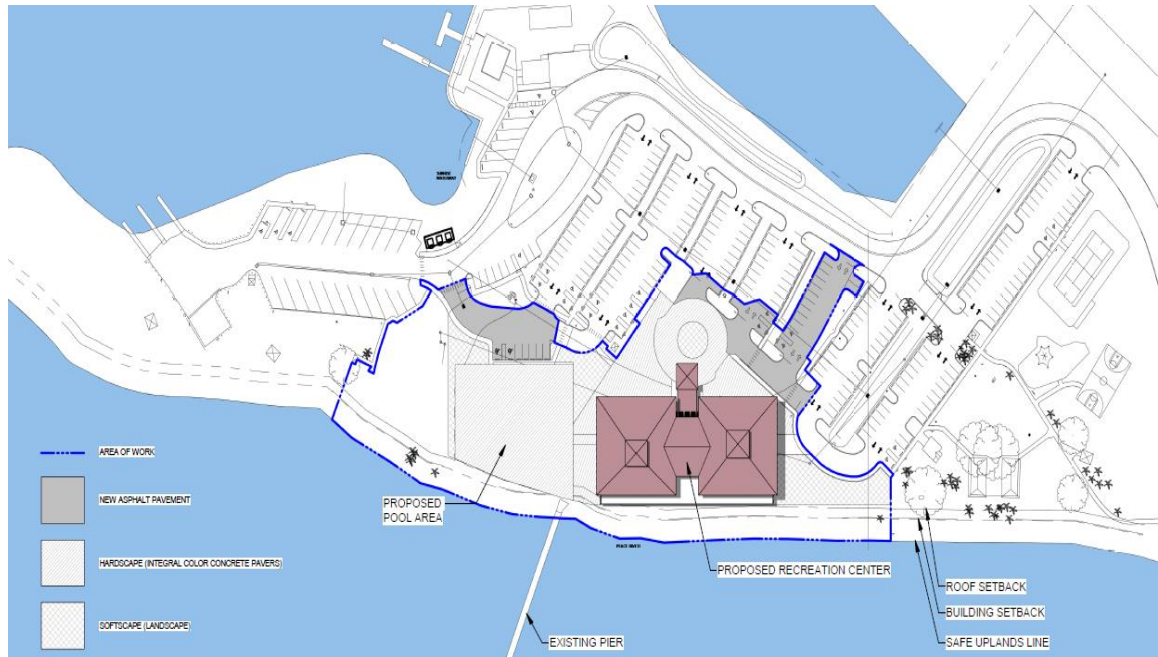 AREA OF WORK
NEW ASPHALT PAVEMENT
HARDSCAPE (INTEGRAL COLOR CONCRETE PAVERS)
SOFTSCAPE (LANDSCAPE)
PROPOSED
POOL AREA
EXISTING PIER
PROPOSED RECREATION CENTER
ROOF SETBACK
BUILDING SETBACK
SAFE UPLANDS LINE